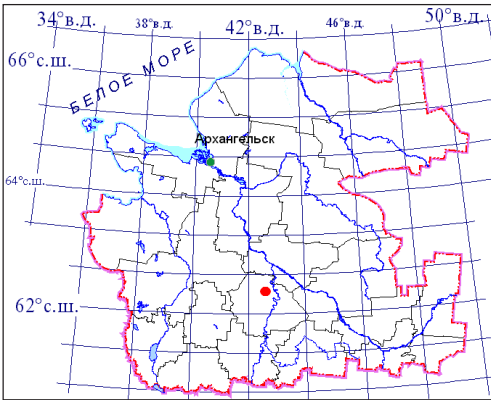 34°в.д.
38°в.д.
42°в.д.
46°в.д.
50°в.д.
66°с.ш.
БЕЛОЕ МОРЕ
Архангельск
64°с.ш.
62°с.ш.